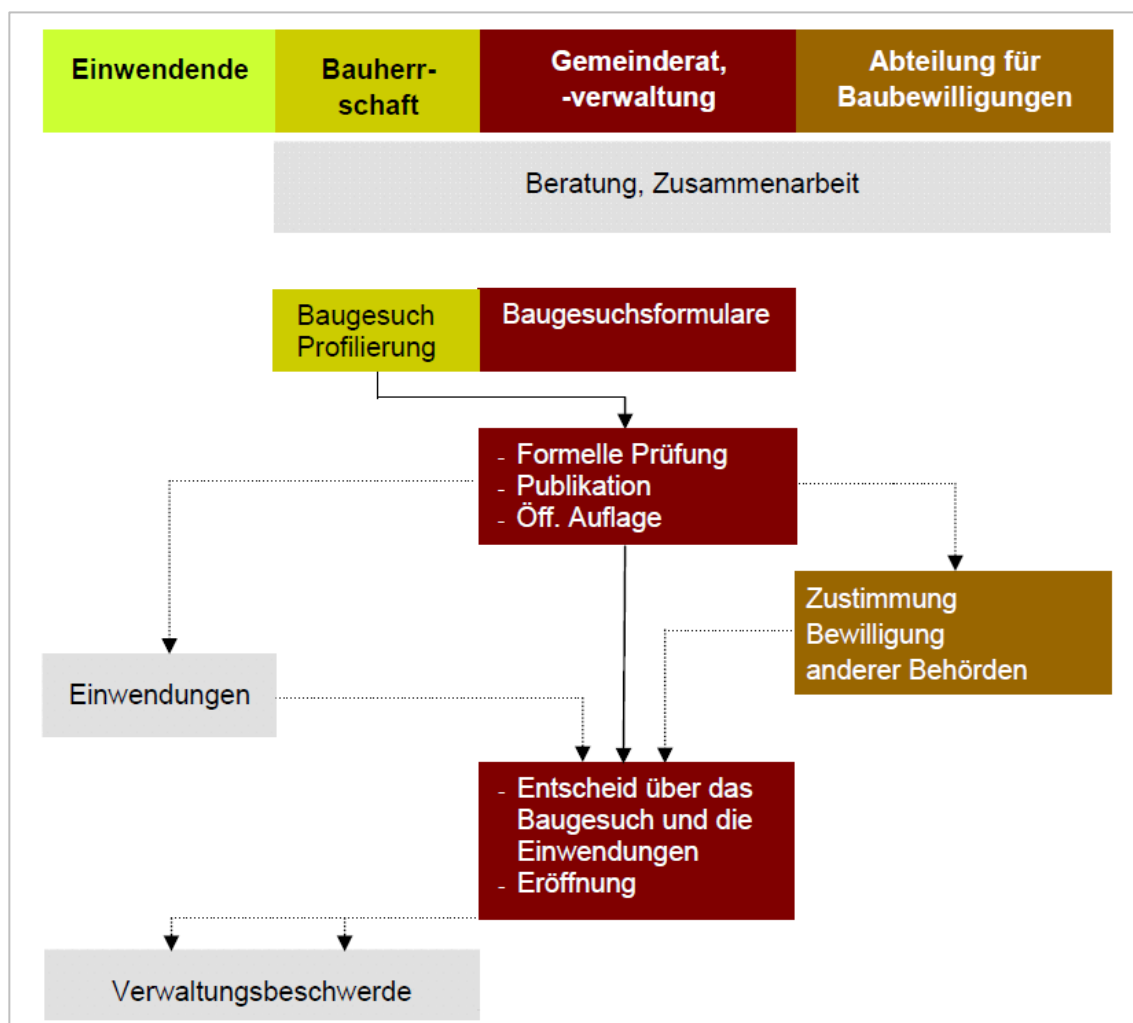 Einwendende
Bauherr-
schaft
Gemeinderat,
-verwaltung
Abteilung für
Baubewilligungen
Beratung, Zusammenarbeit
Baugesuch
Profilierung
Baugesuchsformulare
- Formelle Prüfung
- Publikation
- Öff. Auflage
Zustimmung
Bewilligung
anderer Behörden
Einwendungen
- Entscheid über das
Baugesuch und die
Einwendungen
- Eröffnung
Verwaltungsbeschwerde